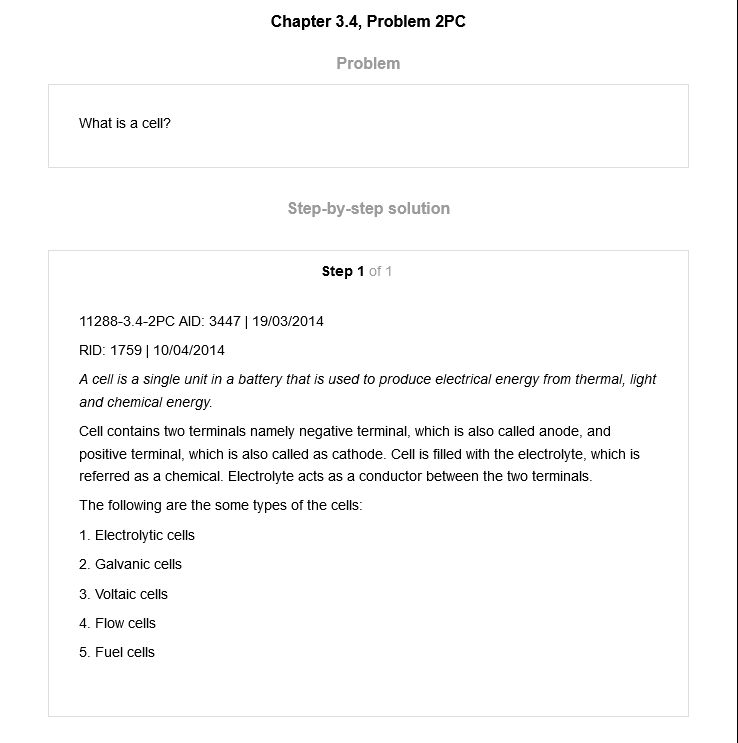 Chapter 3.4, Problem 2PC
Problem
What is a cell?
Step-by-step solution
Step 1 of 1
11288-3.4-2PC AID: 3447 | 19/03/2014
RID: 1759 | 10/04/2014
A cell is a single unit in a battery that is used to produce electrical energy from thermal, light
and chemical energy.
Cell contains two terminals namely negative terminal, which is also called anode, and
positive terminal, which is also called as cathode. Cell is filled with the electrolyte, which is
referred as a chemical. Electrolyte acts as a conductor between the two terminals.
The following are the some types of the cells:
1. Electrolytic cells
2. Galvanic cells
3. Voltaic cells
4. Flow cells
5. Fuel cells